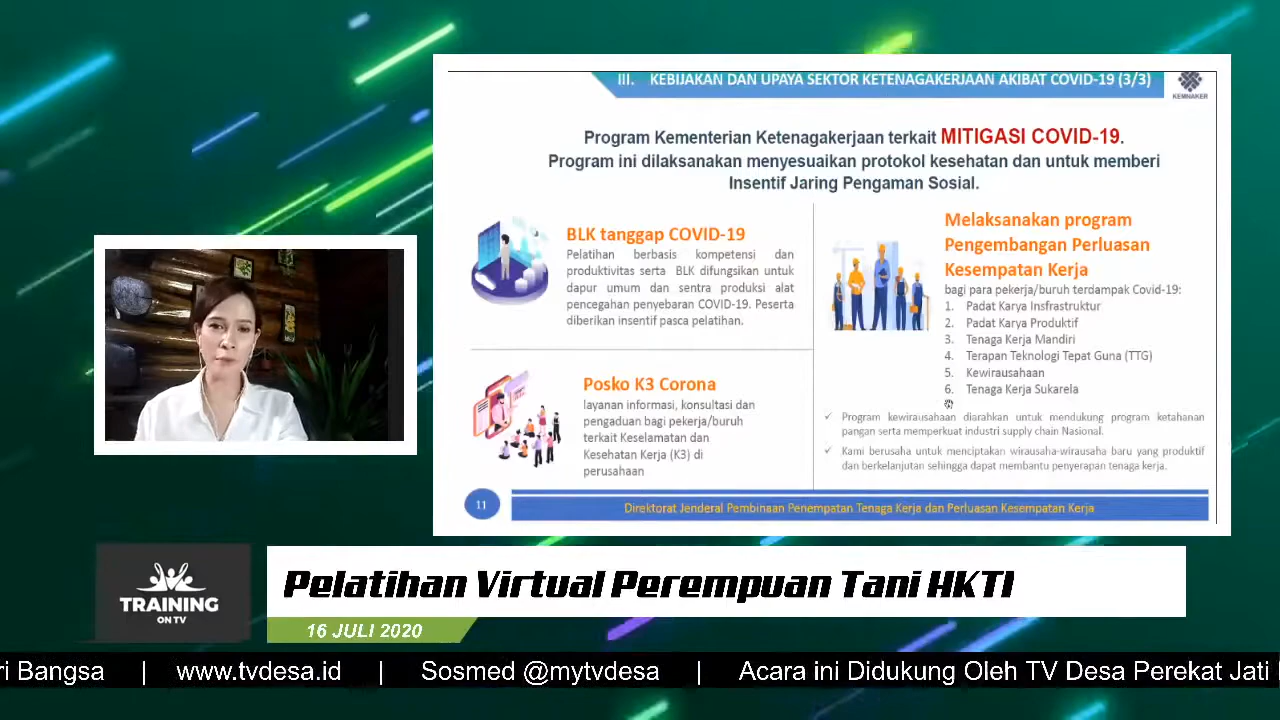 III. KEBIJAKAN DAN UPAYA SEKTOR KETENAGAKERJAAN AKIBAT COVID-19 (3/3)
KEMNAKER
Program Kementerian Ketenagakerjaan terkait MITIGASI COVID-19.
Program ini dilaksanakan menyesuaikan protokol kesehatan dan untuk memberi
Insentif Jaring Pengaman Sosial.
BLK tanggap COVID-19
Pelatihan berbasis kompetensi dan
produktivitas serta BLK difungsikan untuk
dapur umum dan sentra produksi alat
pencegahan penyebaran COVID-19. Peserta
diberikan insentif pasca pelatihan.
Posko K3 Corona
layanan informasi, konsultasi dan
pengaduan bagi pekerja/buruh
terkait Keselamatan dan
Kesehatan Kerja (K3) di
perusahaan
Melaksanakan program
Pengembangan Perluasan
Kesempatan Kerja
bagi para pekerja/buruh terdampak Covid-19:
1. Padat Karya Insfrastruktur
2. Padat Karya Produktif
3. Tenaga Kerja Mandiri
4. Terapan Teknologi Tepat Guna (TTG)
5. Kewirausahaan
6. Tenaga Kerja Sukarela
✓ Program kewirausahaan diarahkan untuk mendukung program ketahanan
pangan serta memperkuat industri supply chain Nasional.
✓ Kami berusaha untuk menciptakan wirausaha-wirausaha baru yang produktif
dan berkelanjutan sehingga dapat membantu penyerapan tenaga kerja.
11
Direktorat Jenderal Pembinaan Penempatan Tenaga Kerja dan Perluasan Kesempatan Kerja
TRAINING
ON TV
Pelatihan Virtual Perempuan Tani HKTI
16 JULI 2020
ri Bangsa | www.tvdesa.id | Sosmed @mytvdesa | Acara ini Didukung Oleh TV Desa Perekat Jati